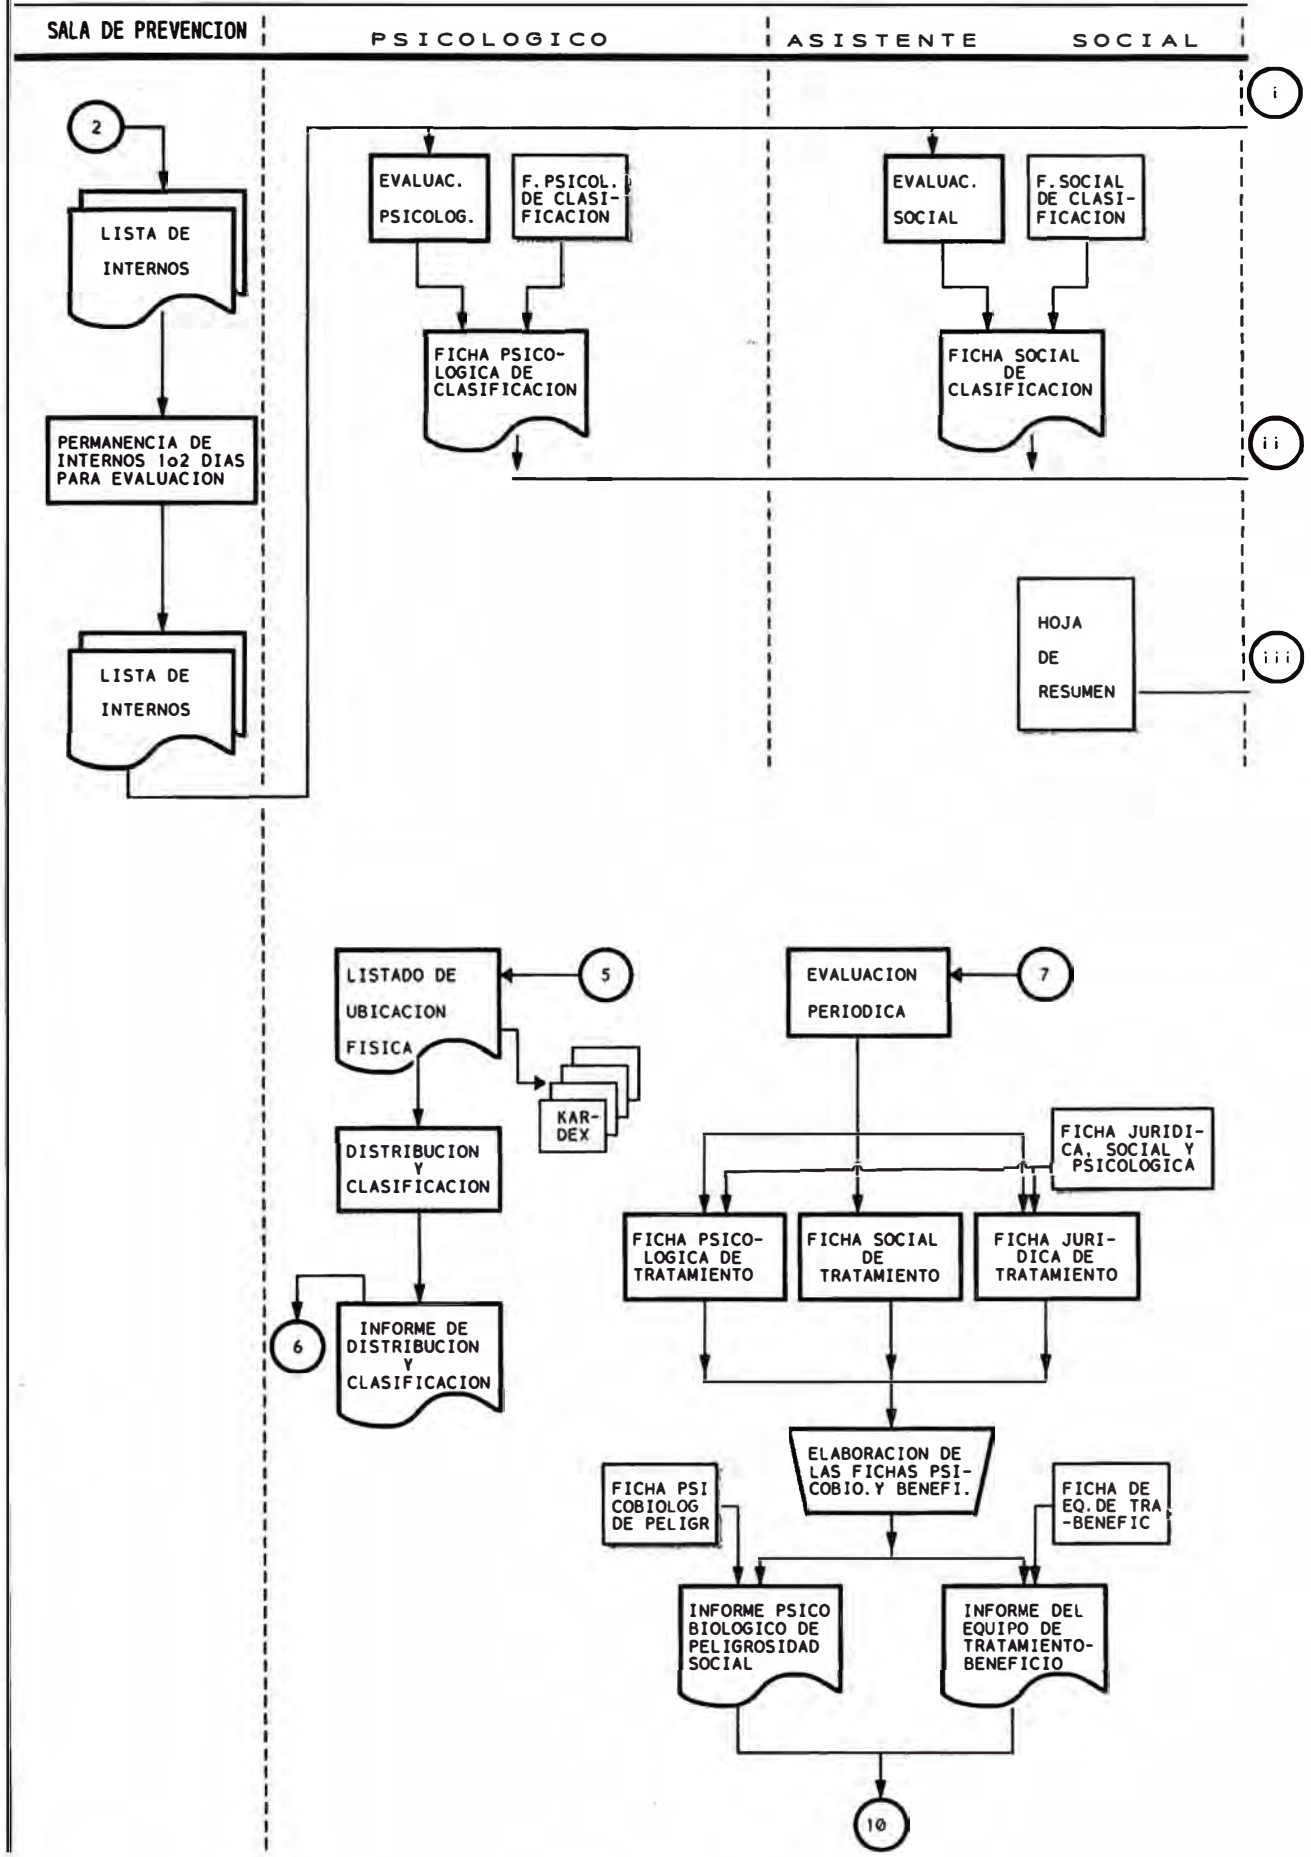 SALA DE PREVENCION
PSICOLOGICO
ASISTENTE SOCIAL
i
2
EVALUAC.
PSICOLOG.
F.PSICOL.
DE CLASI-
FICACION
EVALUAC.
SOCIAL
F.SOCIAL
DE CLASI-
FICACION
LISTA DE
INTERNOS
FICHA PSICO-
LOGICA DE
CLASIFICACION
FICHA SOCIAL
DE
CLASIFICACION
ii
PERMANENCIA DE
INTERNOS 1o2 DIAS
PARA EVALUACION
HOJA
DE
RESUMEN
iii
LISTA DE
INTERNOS
LISTADO DE
UBICACION
FISICA
5
EVALUACION
PERIODICA
7
KAR-
DEX
DISTRIBUCION
Y
CLASIFICACION
FICHA JURIDI-
CA, SOCIAL Y
PSICOLOGICA
FICHA PSICO-
LOGICA DE
TRATAMIENTO
FICHA SOCIAL
DE
TRATAMIENTO
FICHA JURI-
DICA DE
TRATAMIENTO
6
INFORME DE
DISTRIBUCION
Y
CLASIFICACION
ELABORACION DE
LAS FICHAS PSI-
COBIO.Y BENEFI.
FICHA PSI
COBIOLOG
DE PELIGR
FICHA DE
EQ.DE TRA
-BENEFIC
INFORME PSICO
BIOLOGICO DE
PELIGROSIDAD
SOCIAL
INFORME DEL
EQUIPO DE
TRATAMIENTO-
BENEFICIO
10